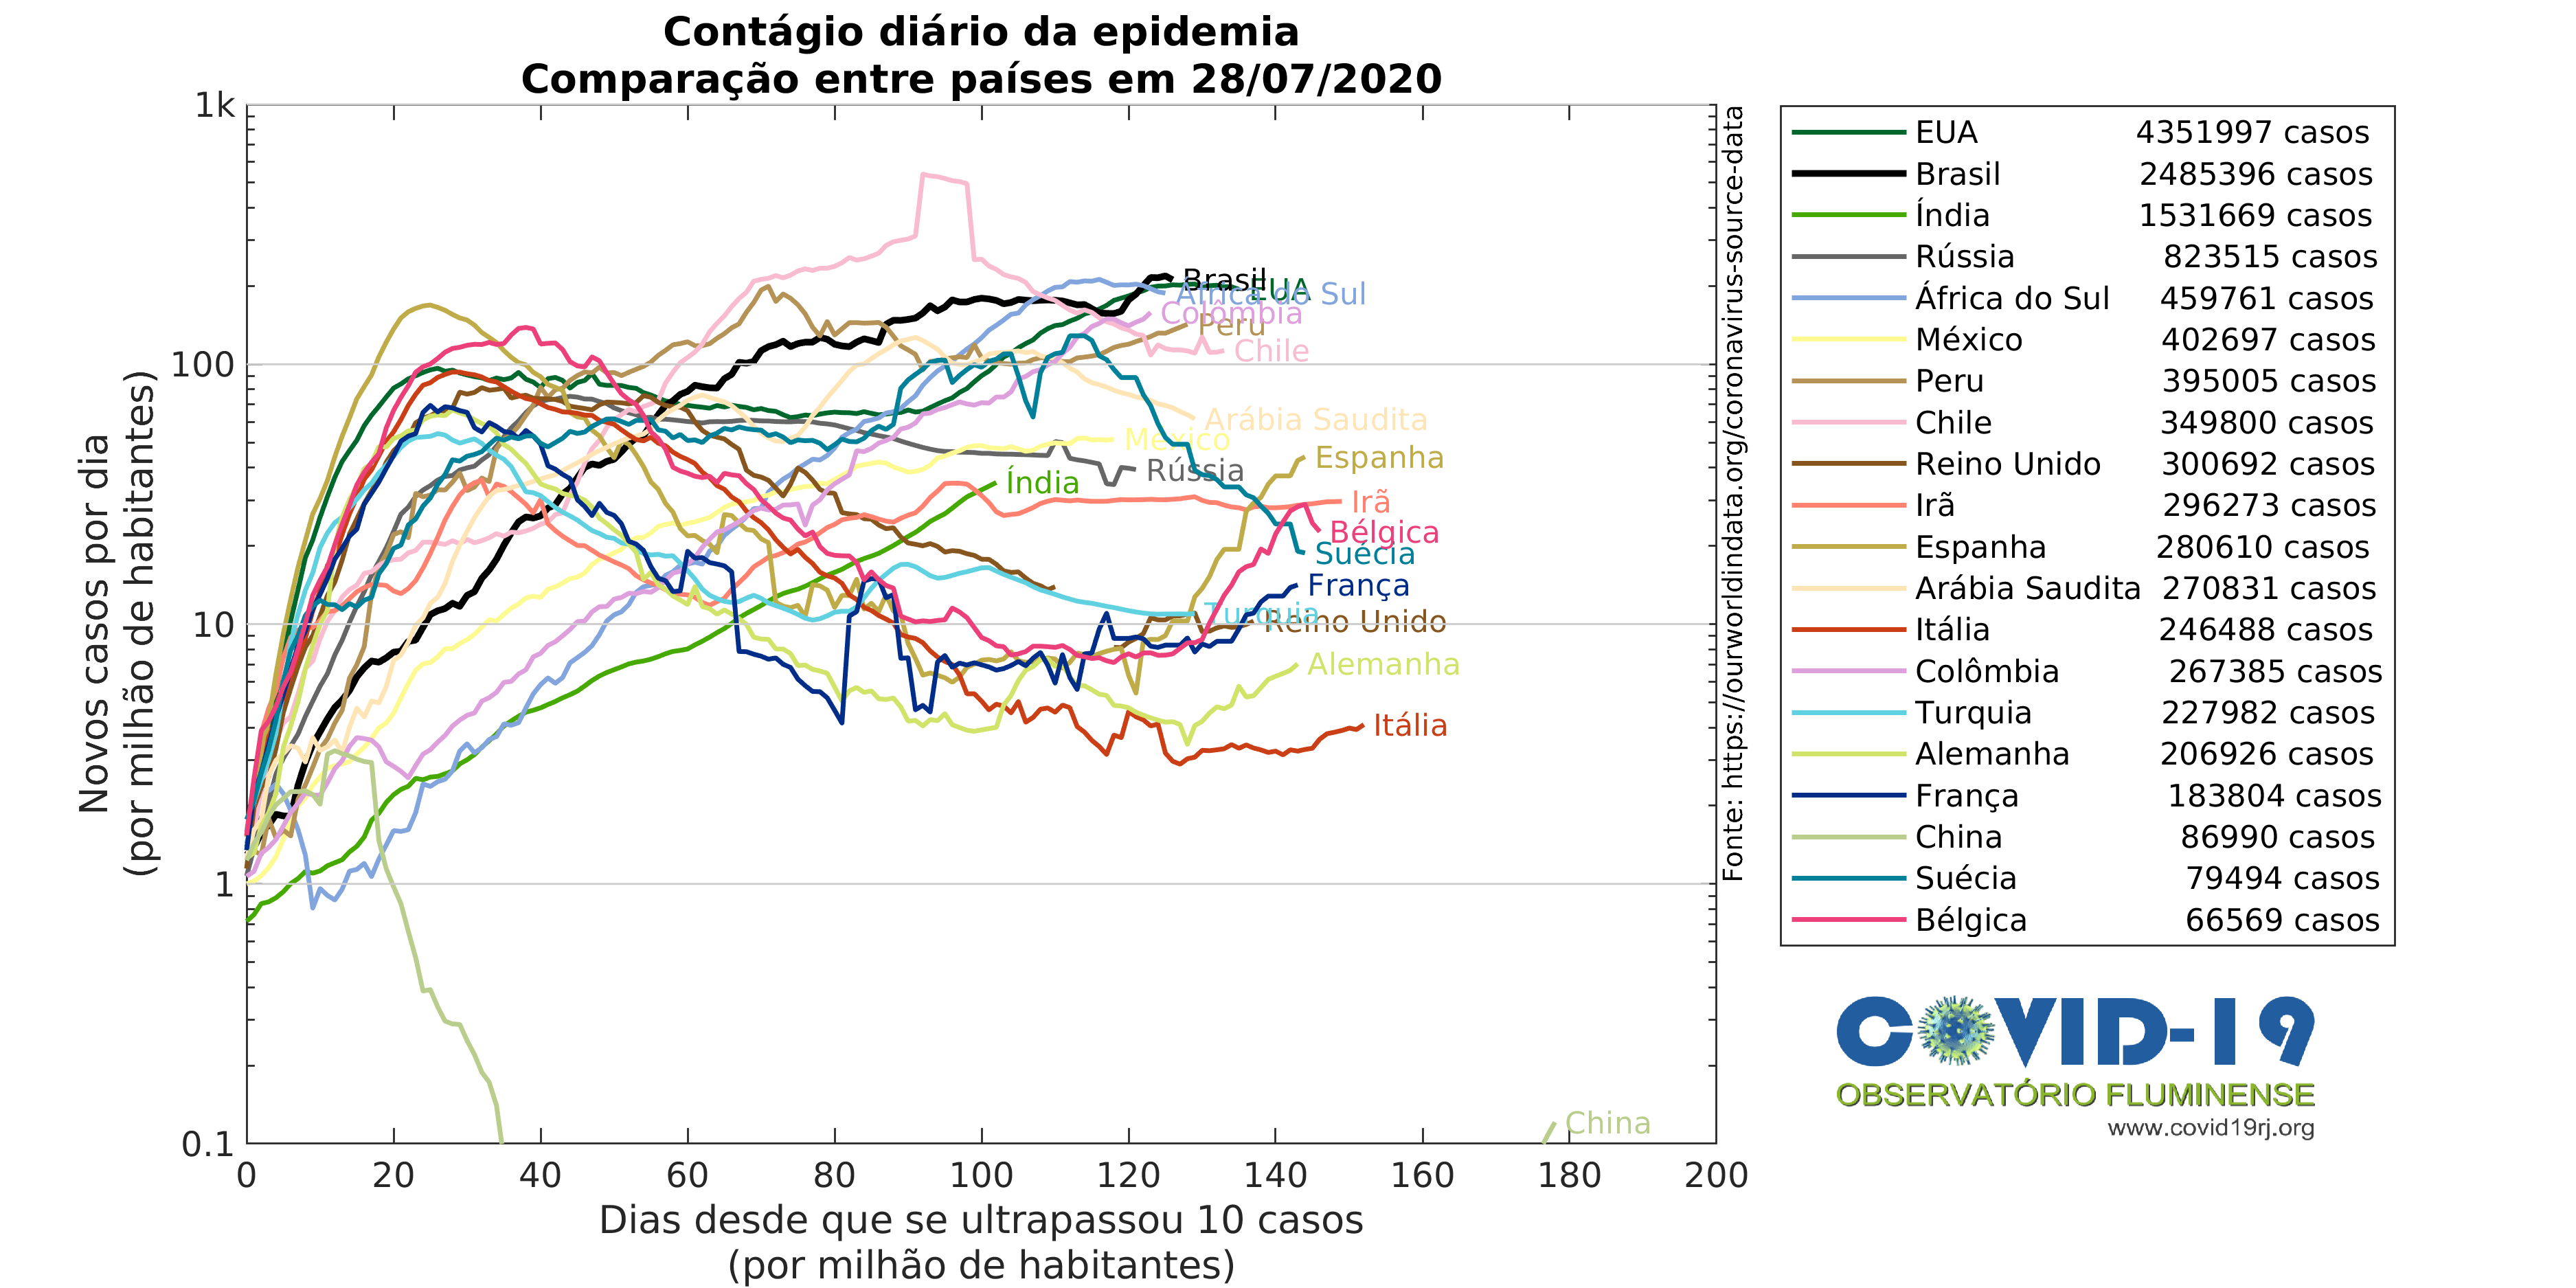 Contágio diário da epidemia
Comparação entre países em 28/07/2020
Novos casos por dia
(por milhão de habitantes)
1k
100
10
1
0.1
0 20 40 60 80 100 120 140 160 180 200
Dias desde que se ultrapassou 10 casos
(por milhão de habitantes)
Brasil
EUA
África do Sul
Colômbia
Peru
Chile
Arábia Saudita
México
Espanha
Rússia
Índia
Irã
Bélgica
Suécia
França
Turquia
Reino Unido
Alemanha
Itália
China
Fonte: https://ourworldindata.org/coronavirus-source-data
EUA 4351997 casos
Brasil 2485396 casos
Índia 1531669 casos
Rússia 823515 casos
África do Sul 459761 casos
México 402697 casos
Peru 395005 casos
Chile 349800 casos
Reino Unido 300692 casos
Irã 296273 casos
Espanha 280610 casos
Arábia Saudita 270831 casos
Itália 246488 casos
Colômbia 267385 casos
Turquia 227982 casos
Alemanha 206926 casos
França 183804 casos
China 86990 casos
Suécia 79494 casos
Bélgica 66569 casos
COVID-19
OBSERVATÓRIO FLUMINENSE
www.covid19rj.org